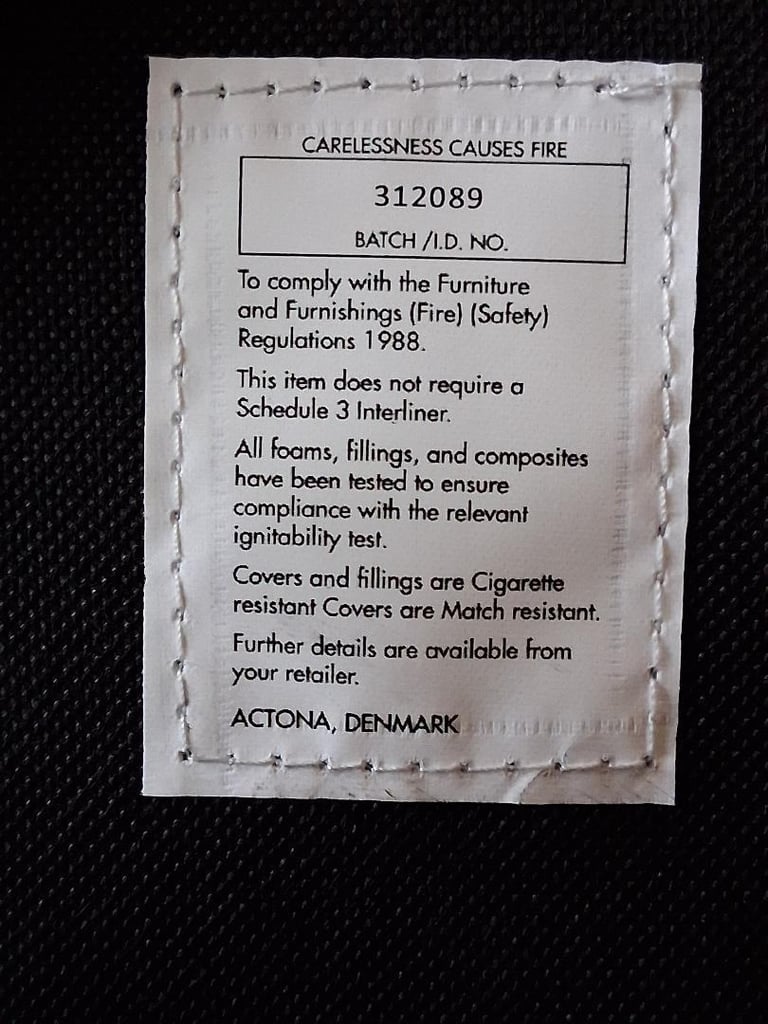 CARELESSNESS CAUSES FIRE
312089
BATCH /I.D. NO.
To comply with the Furniture
and Furnishings (Fire) (Safety)
Regulations 1988.
This item does not require a
Schedule 3 Interliner.
All foams, fillings, and composites
have been tested to ensure
compliance with the relevant
ignitability test.
Covers and fillings are Cigarette
resistant Covers are Match resistant.
Further details are available from
your retailer.
ACTONA, DENMARK